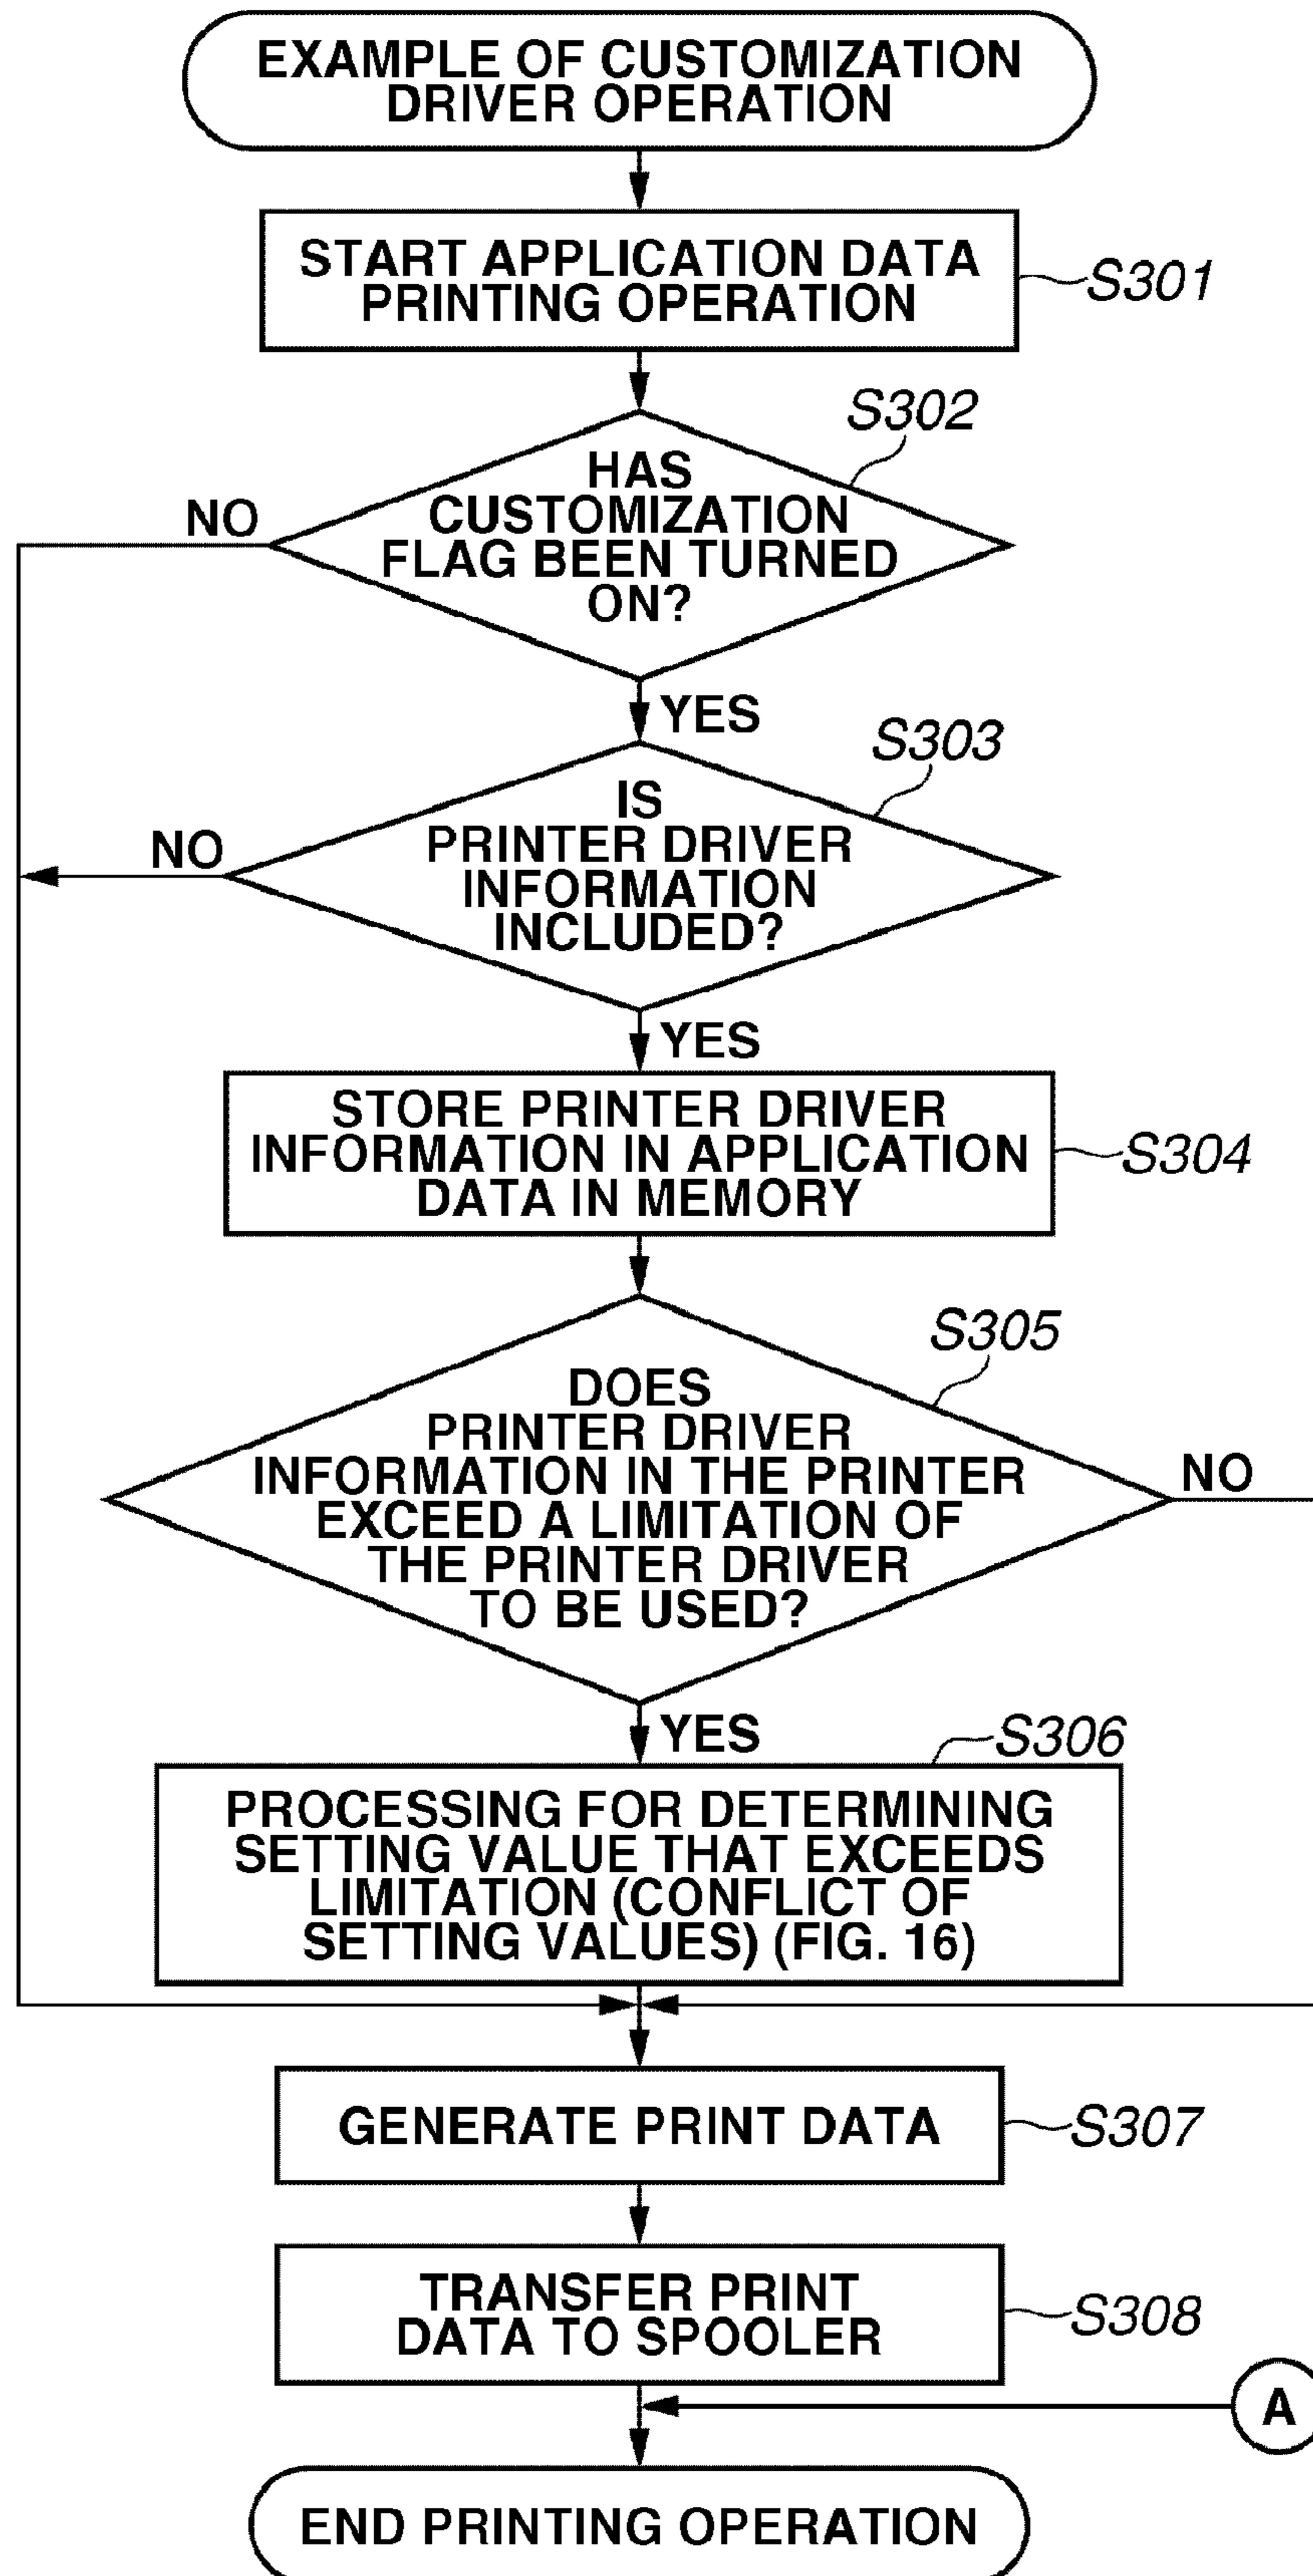 EXAMPLE OF CUSTOMIZATION
DRIVER OPERATION
START APPLICATION DATA
PRINTING OPERATION
S301
S302
HAS
CUSTOMIZATION
FLAG BEEN TURNED
ON?
NO
YES
S303
IS
PRINTER DRIVER
INFORMATION
INCLUDED?
NO
YES
STORE PRINTER DRIVER
INFORMATION IN APPLICATION
DATA IN MEMORY
S304
S305
DOES
PRINTER DRIVER
INFORMATION IN THE PRINTER
EXCEED A LIMITATION OF
THE PRINTER DRIVER
TO BE USED?
NO
YES
S306
PROCESSING FOR DETERMINING
SETTING VALUE THAT EXCEEDS
LIMITATION (CONFLICT OF
SETTING VALUES) (FIG. 16)
GENERATE PRINT DATA
S307
TRANSFER PRINT
DATA TO SPOOLER
S308
A
END PRINTING OPERATION